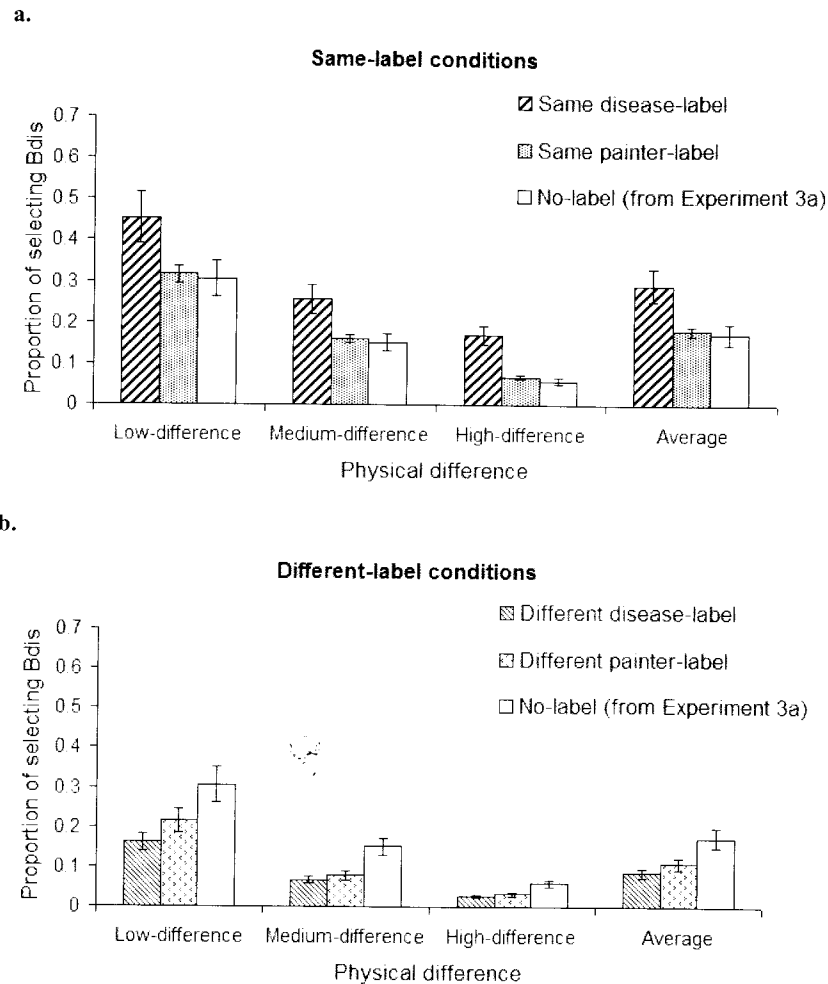 a.
Same-label conditions
Same disease-label
Same painter-label
No-label (from Experiment 3a)
Proportion of selecting Bdis
0.7
0.6
0.5
0.4
0.3
0.2
0.1
0
Low-difference Medium-difference High-difference Average
Physical difference
b.
Different-label conditions
Different disease-label
Different painter-label
No-label (from Experiment 3a)
Proportion of selecting Bdis
0.7
0.6
0.5
0.4
0.3
0.2
0.1
0
Low-difference Medium-difference High-difference Average
Physical difference